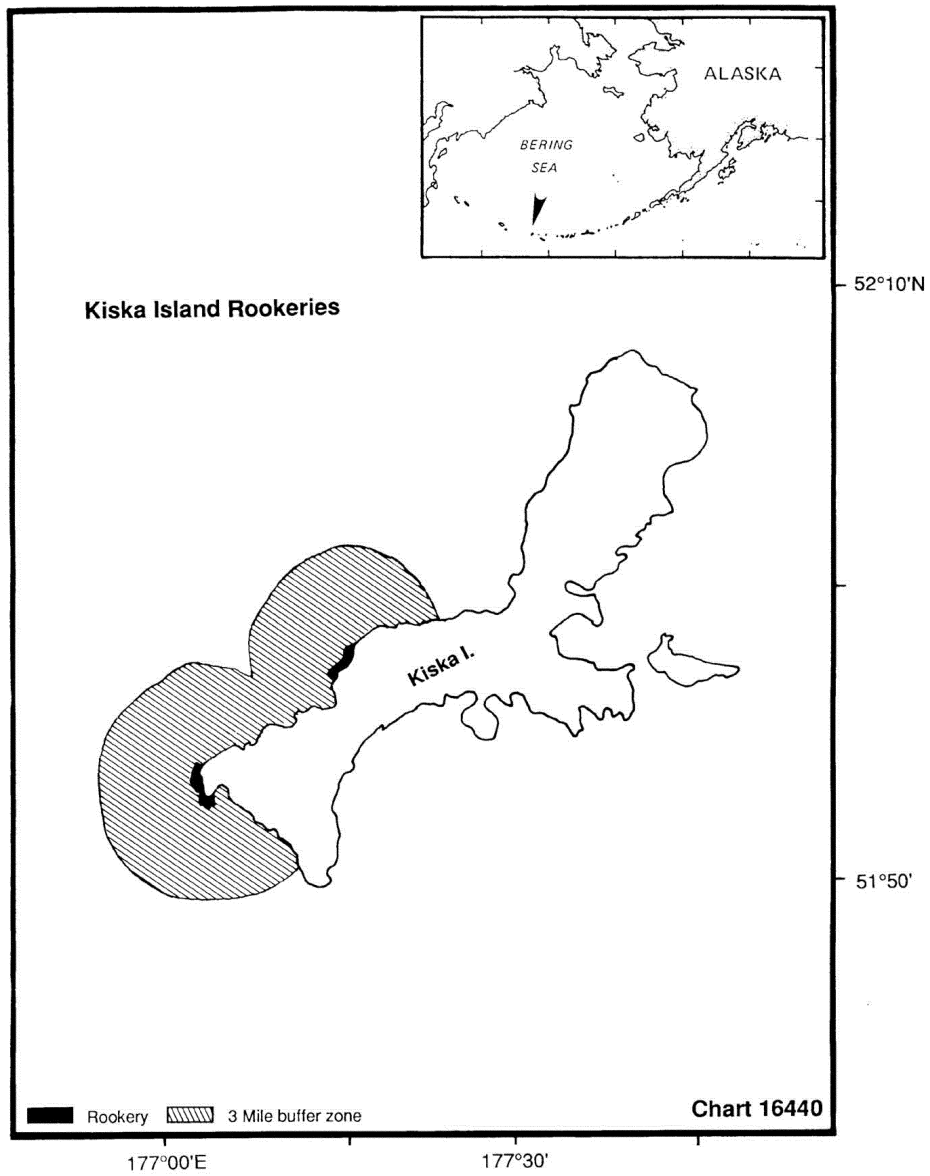 ALASKA
BERING
SEA
52°10'N
Kiska Island Rookeries
Kiska I.
51°50'
Chart 16440
Rookery 3 Mile buffer zone
177°00'E 177°30'